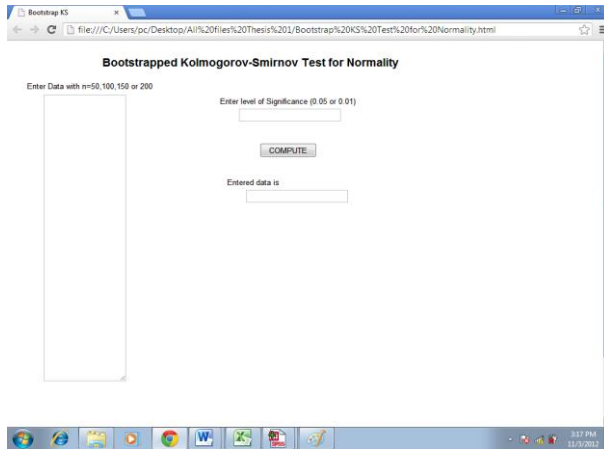 Bootstrap KS
file:///C:/Users/pc/Desktop/All%20files%20Thesis%201/Bootstrap%20KS%20Test%20for%20Normality.html
Bootstrapped Kolmogorov-Smirnov Test for Normality
Enter Data with n=50,100,150 or 200
Enter level of Significance (0.05 or 0.01)
COMPUTE
Entered data is
3:17 PM
11/3/2012